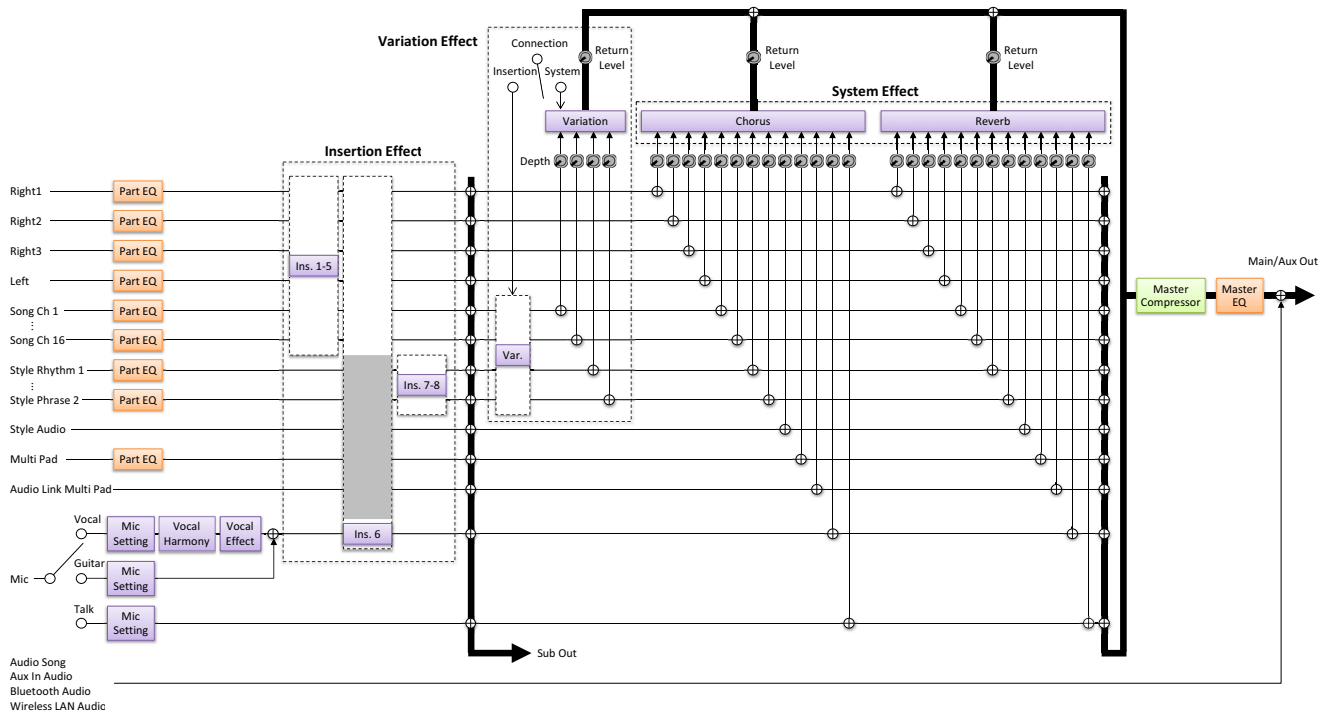 Variation Effect
Connection
Insertion
System
Return
Level
Return
Level
Return
Level
System Effect
Variation
Chorus
Reverb
Depth
Insertion Effect
Right1
Part EQ
Right2
Part EQ
Right3
Part EQ
Ins. 1-5
Left
Part EQ
Main/Aux Out
Master
Compressor
Master
EQ
Song Ch 1
Part EQ
Song Ch 16
Part EQ
Var.
Style Rhythm 1
Part EQ
Ins. 7-8
Style Phrase 2
Part EQ
Style Audio
Multi Pad
Part EQ
Audio Link Multi Pad
Vocal
Mic
Setting
Vocal
Harmony
Vocal
Effect
Ins. 6
Mic
Guitar
Mic
Setting
Talk
Mic
Setting
Sub Out
Audio Song
Aux In Audio
Bluetooth Audio
Wireless LAN Audio